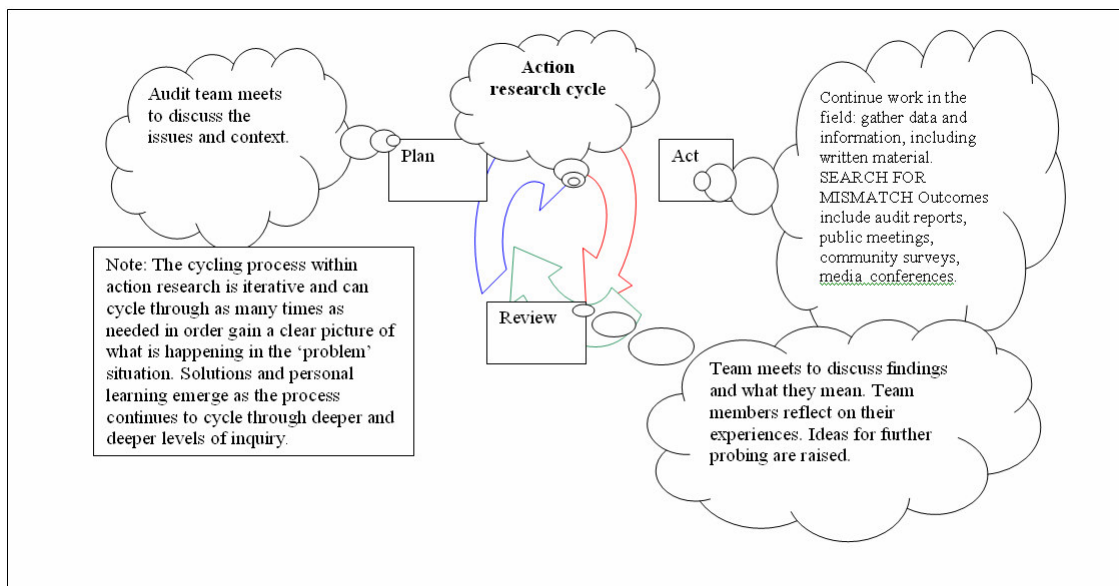 Action
research cycle
Audit team meets
to discuss the
issues and context.
Plan
Act
Continue work in the
field: gather data and
information, including
written material.
SEARCH FOR
MISMATCH Outcomes
include audit reports,
public meetings,
community surveys,
media conferences.
Note: The cycling process within
action research is iterative and can
cycle through as many times as
needed in order gain a clear picture of
what is happening in the ‘problem’
situation. Solutions and personal
learning emerge as the process
continues to cycle through deeper and
deeper levels of inquiry.
Review
Team meets to discuss findings
and what they mean. Team
members reflect on their
experiences. Ideas for further
probing are raised.